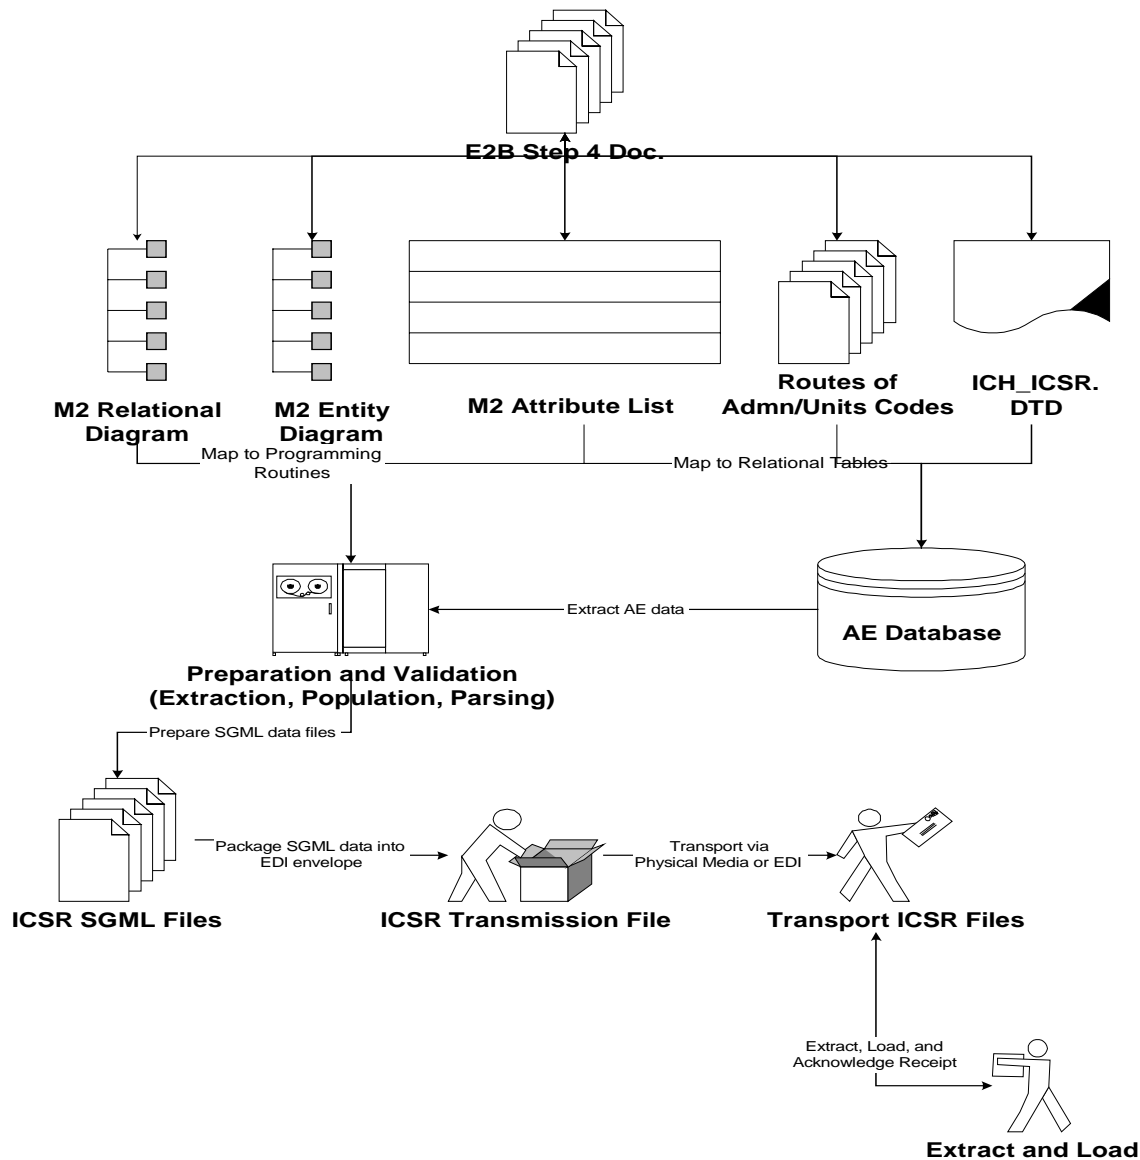 E2B Step 4 Doc.
M2 Relational
Diagram
M2 Entity
Diagram
M2 Attribute List
Routes of
Admn/Units Codes
ICH_ICSR.
DTD
Map to Programming
Routines
Map to Relational Tables
Extract AE data
AE Database
Preparation and Validation
(Extraction, Population, Parsing)
Prepare SGML data files
Package SGML data into
EDI envelope
Transport via
Physical Media or EDI
ICSR SGML Files
ICSR Transmission File
Transport ICSR Files
Extract, Load, and
Acknowledge Receipt
Extract and Load